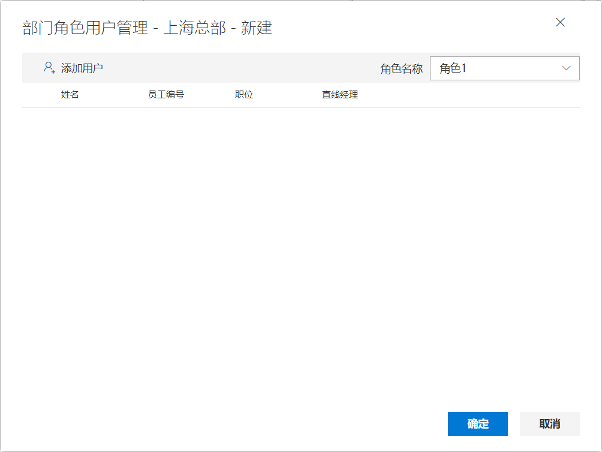 部门角色用户管理 - 上海总部 - 新建
添加用户 角色名称 角色1
姓名 员工编号 职位 直线经理
确定 取消